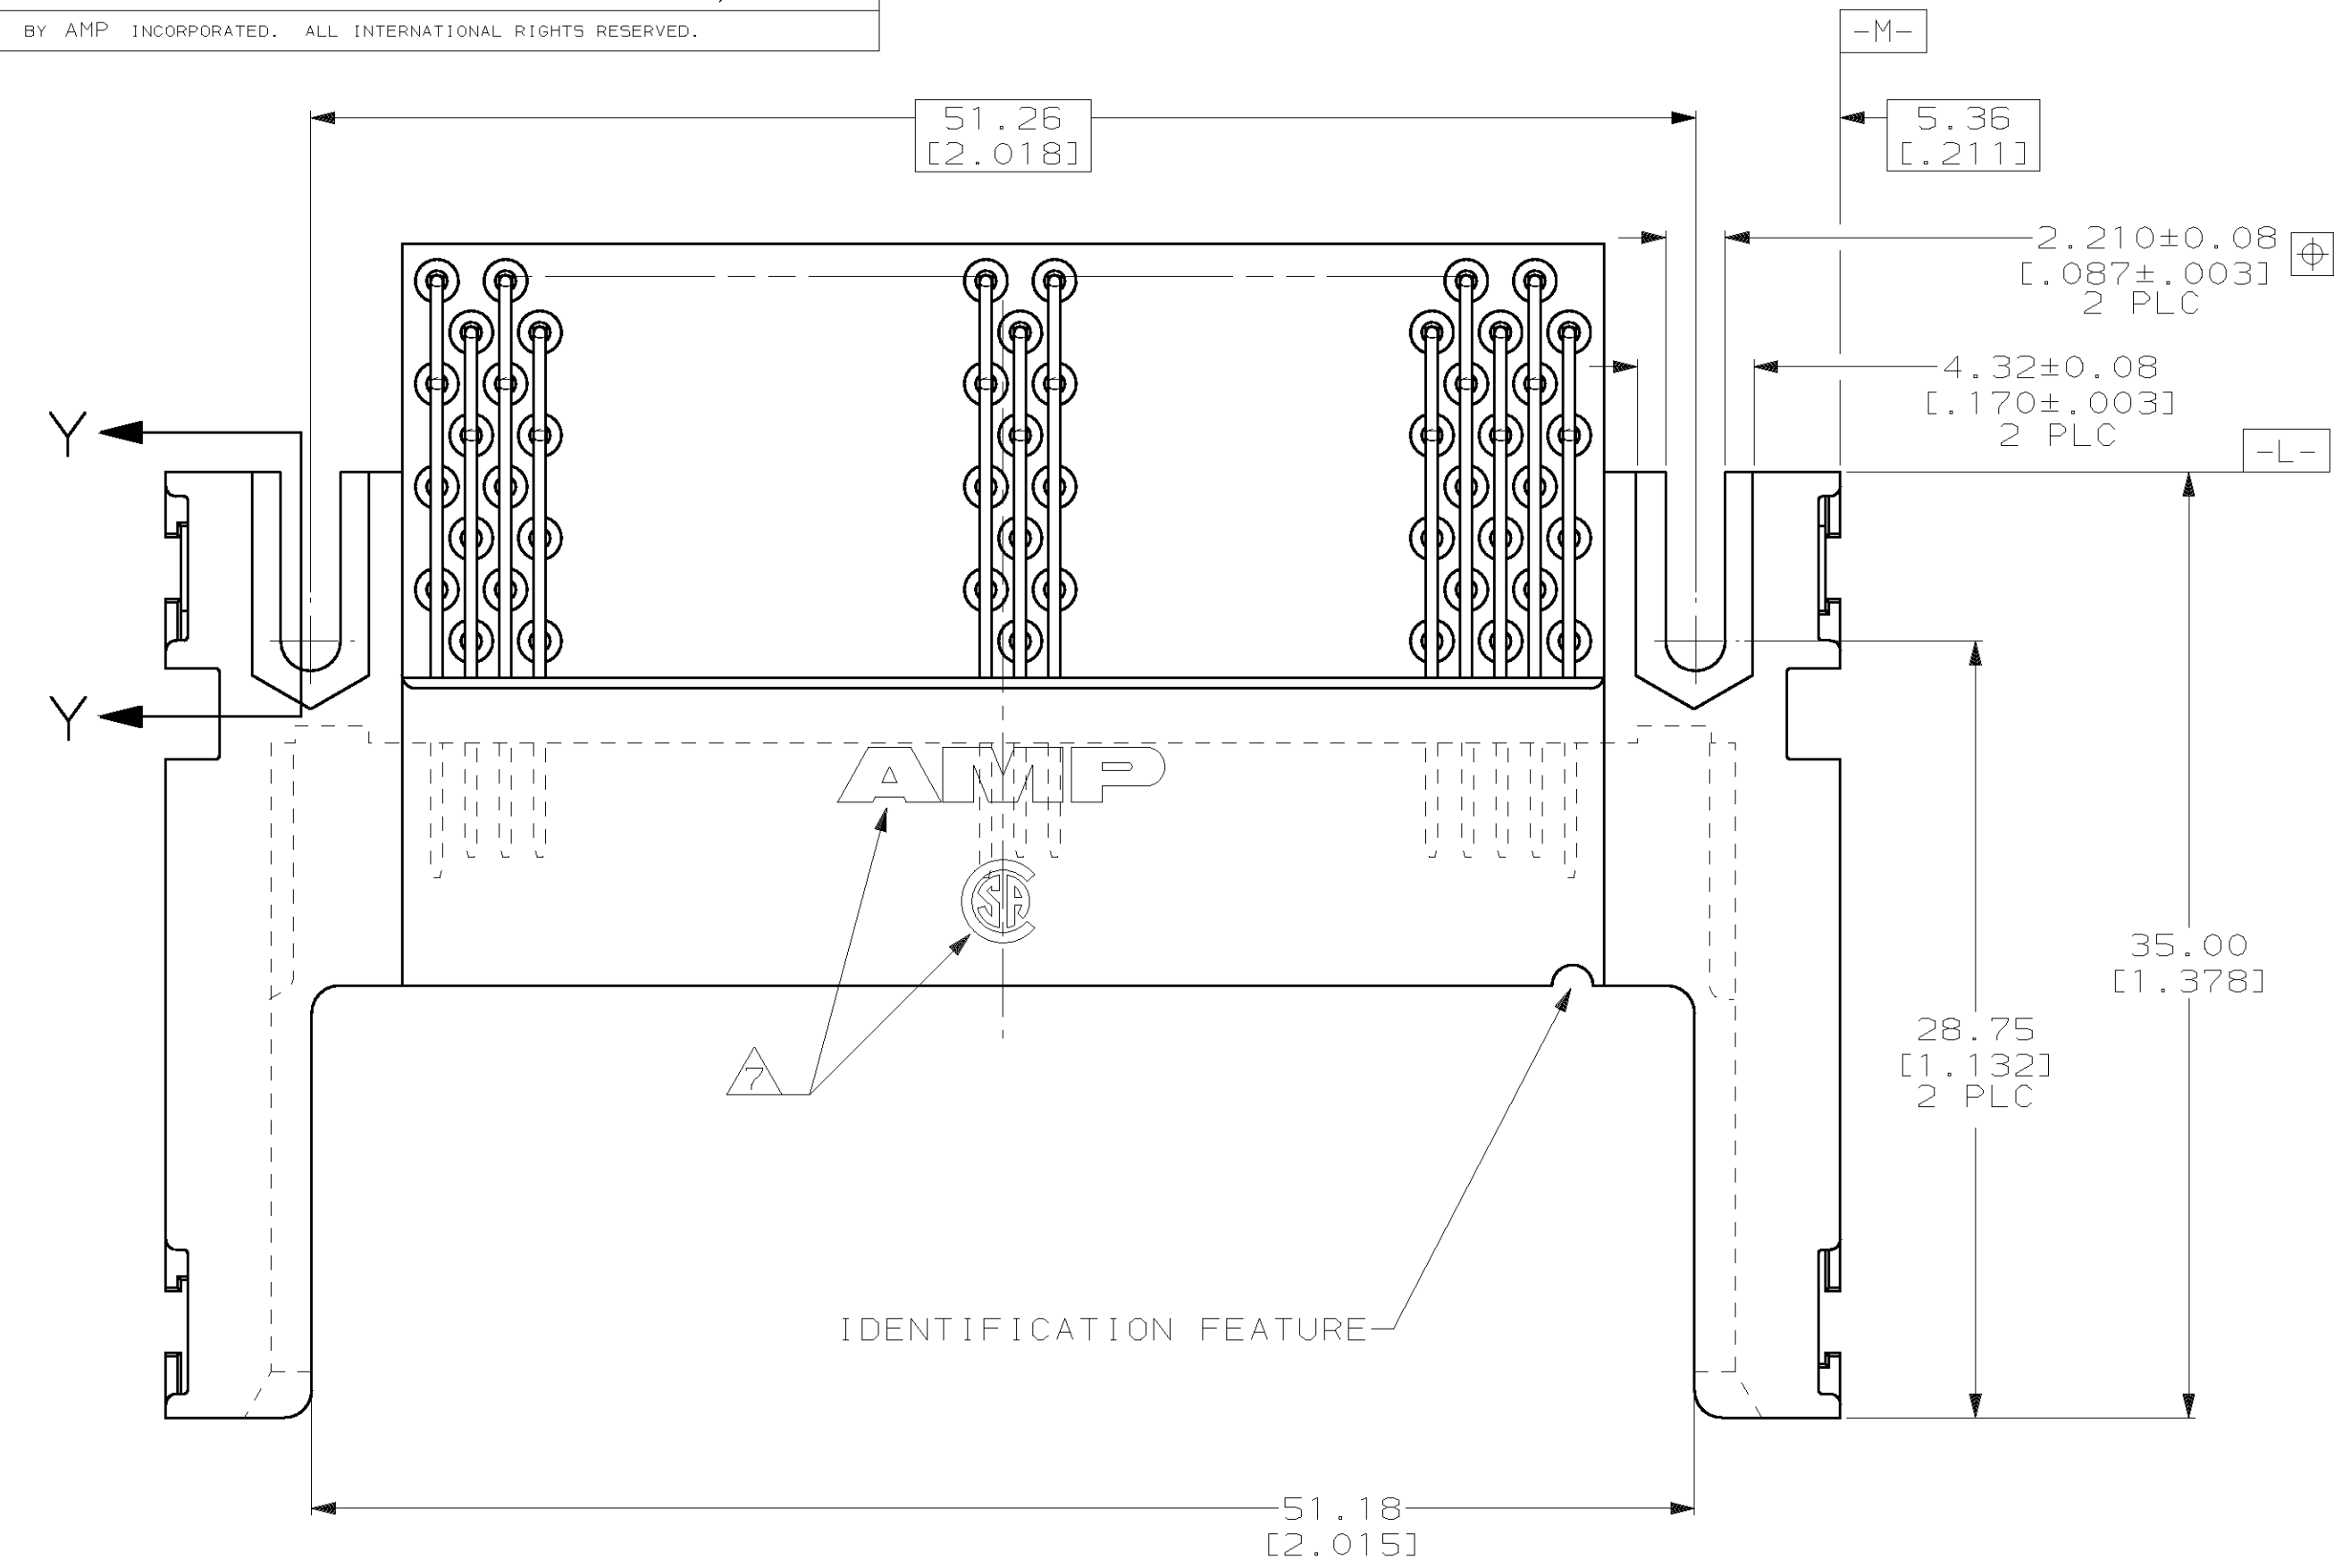 BY AMP INCORPORATED. ALL INTERNATIONAL RIGHTS RESERVED.
-M-
51.26
[2.018]
5.36
[.211]
2.210±0.08
[.087±.003]
2 PLC
4.32±0.08
[.170±.003]
2 PLC
Y
-L-
Y
AMP
CSA
35.00
[1.378]
28.75
[1.132]
2 PLC
7
IDENTIFICATION FEATURE
51.18
[2.015]